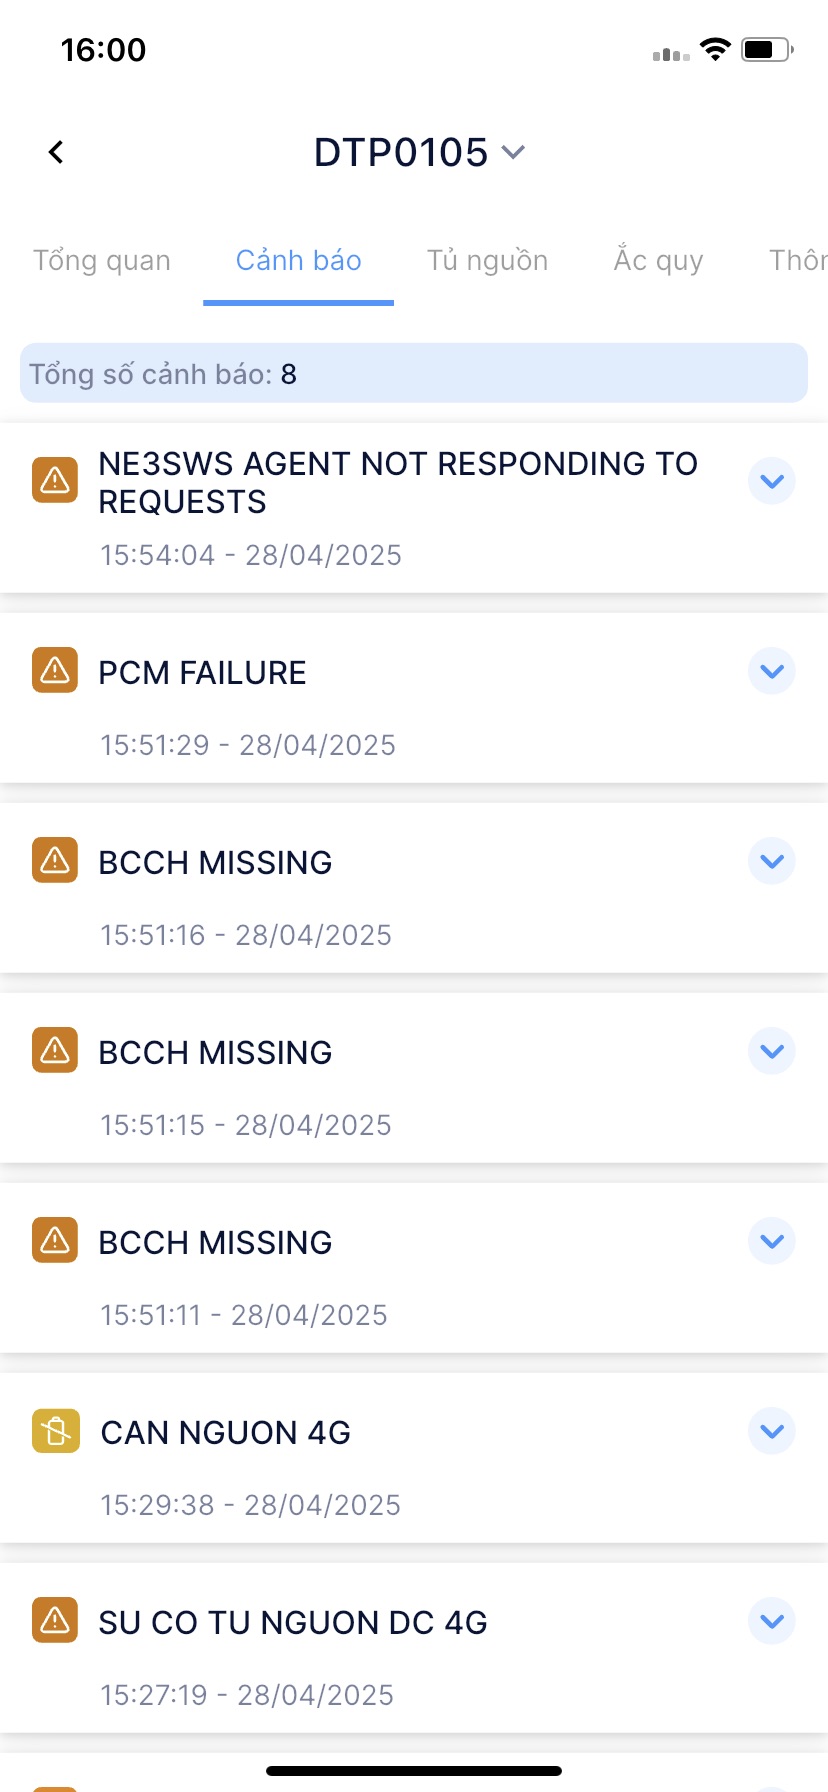 16:00
DTP0105
Tổng quan Cảnh báo Tủ nguồn Ắc quy Thôn
Tổng số cảnh báo: 8
NE3SWS AGENT NOT RESPONDING TO
REQUESTS
15:54:04 - 28/04/2025
PCM FAILURE
15:51:29 - 28/04/2025
BCCH MISSING
15:51:16 - 28/04/2025
BCCH MISSING
15:51:15 - 28/04/2025
BCCH MISSING
15:51:11 - 28/04/2025
CAN NGUON 4G
15:29:38 - 28/04/2025
SU CO TU NGUON DC 4G
15:27:19 - 28/04/2025